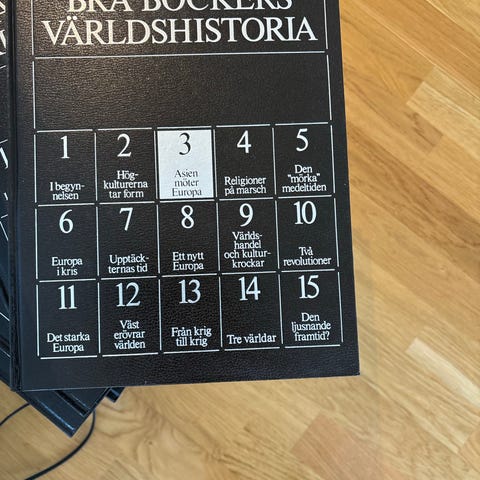 BRA BÖCKERS
VÄRLDSHISTORIA
1
I begyn-
nelsen
2
Hög-
kulturerna
tar form
3
Asien
möter
Europa
4
Religioner
på marsch
5
Den
"mörka"
medeltiden
6
Europa
i kris
7
Upptäck-
ternas tid
8
Ett nytt
Europa
9
Världs-
handel
och kultur-
krockar
10
Två
revolutioner
11
Det starka
Europa
12
Väst
erövrar
världen
13
Från krig
till krig
14
Tre världar
15
Den
ljusnande
framtid?